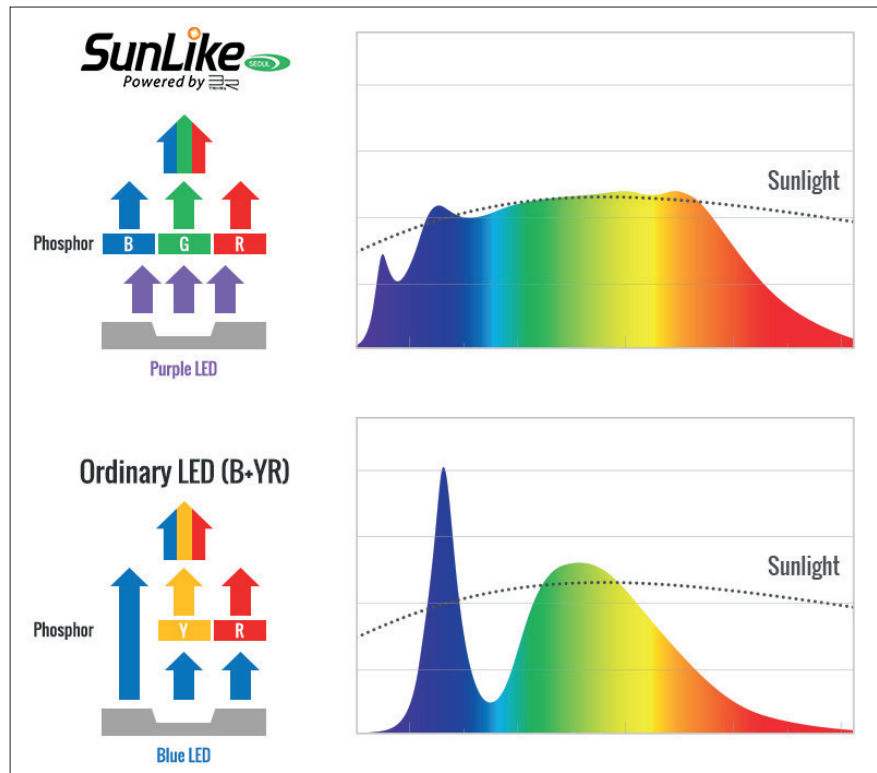 SunLike
SEOUL
Powered by
Sunlight
Phosphor
B G R
Purple LED
Ordinary LED (B+YR)
Sunlight
Phosphor
Y R
Blue LED